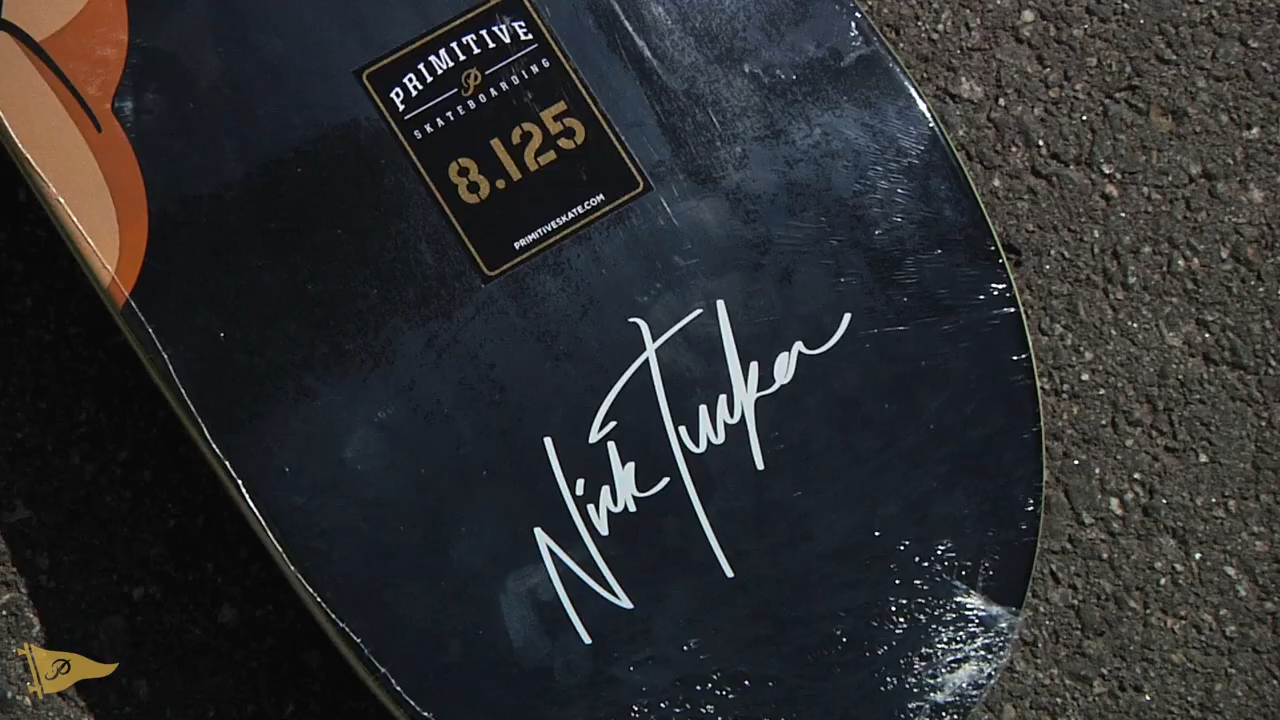 PRIMITIVE
SKATEBOARDING
8.125
PRIMITIVESKATE.COM
Nick Tucker